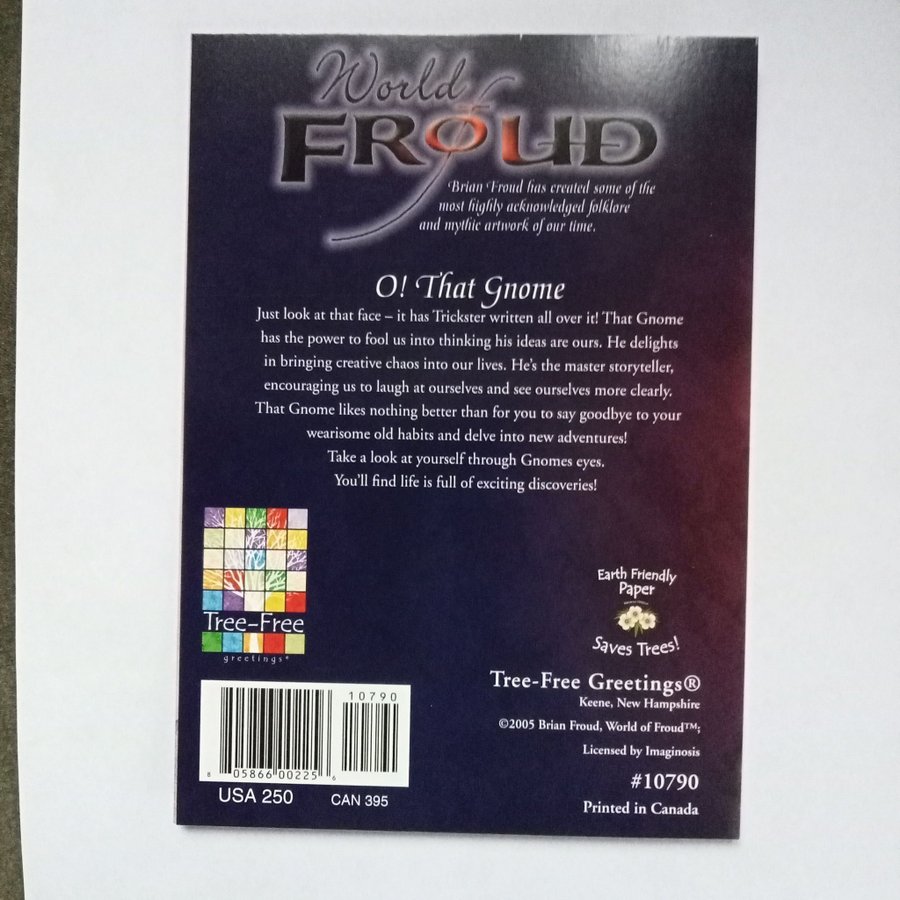 World of
FROUD
Brian Froud has created some of the
most highly acknowledged folklore
and mythic artwork of our time.
O! That Gnome
Just look at that face – it has Trickster written all over it! That Gnome
has the power to fool us into thinking his ideas are ours. He delights
in bringing creative chaos into our lives. He's the master storyteller,
encouraging us to laugh at ourselves and see ourselves more clearly.
That Gnome likes nothing better than for you to say goodbye to your
wearisome old habits and delve into new adventures!
Take a look at yourself through Gnomes eyes.
You'll find life is full of exciting discoveries!
Tree-Free
greetings®
Earth Friendly
Paper
Saves Trees!
Tree-Free Greetings®
Keene, New Hampshire
©2005 Brian Froud, World of Froud™;
Licensed by Imaginosis
#10790
Printed in Canada
10790
8 05866 00225 6
USA 250 CAN 395